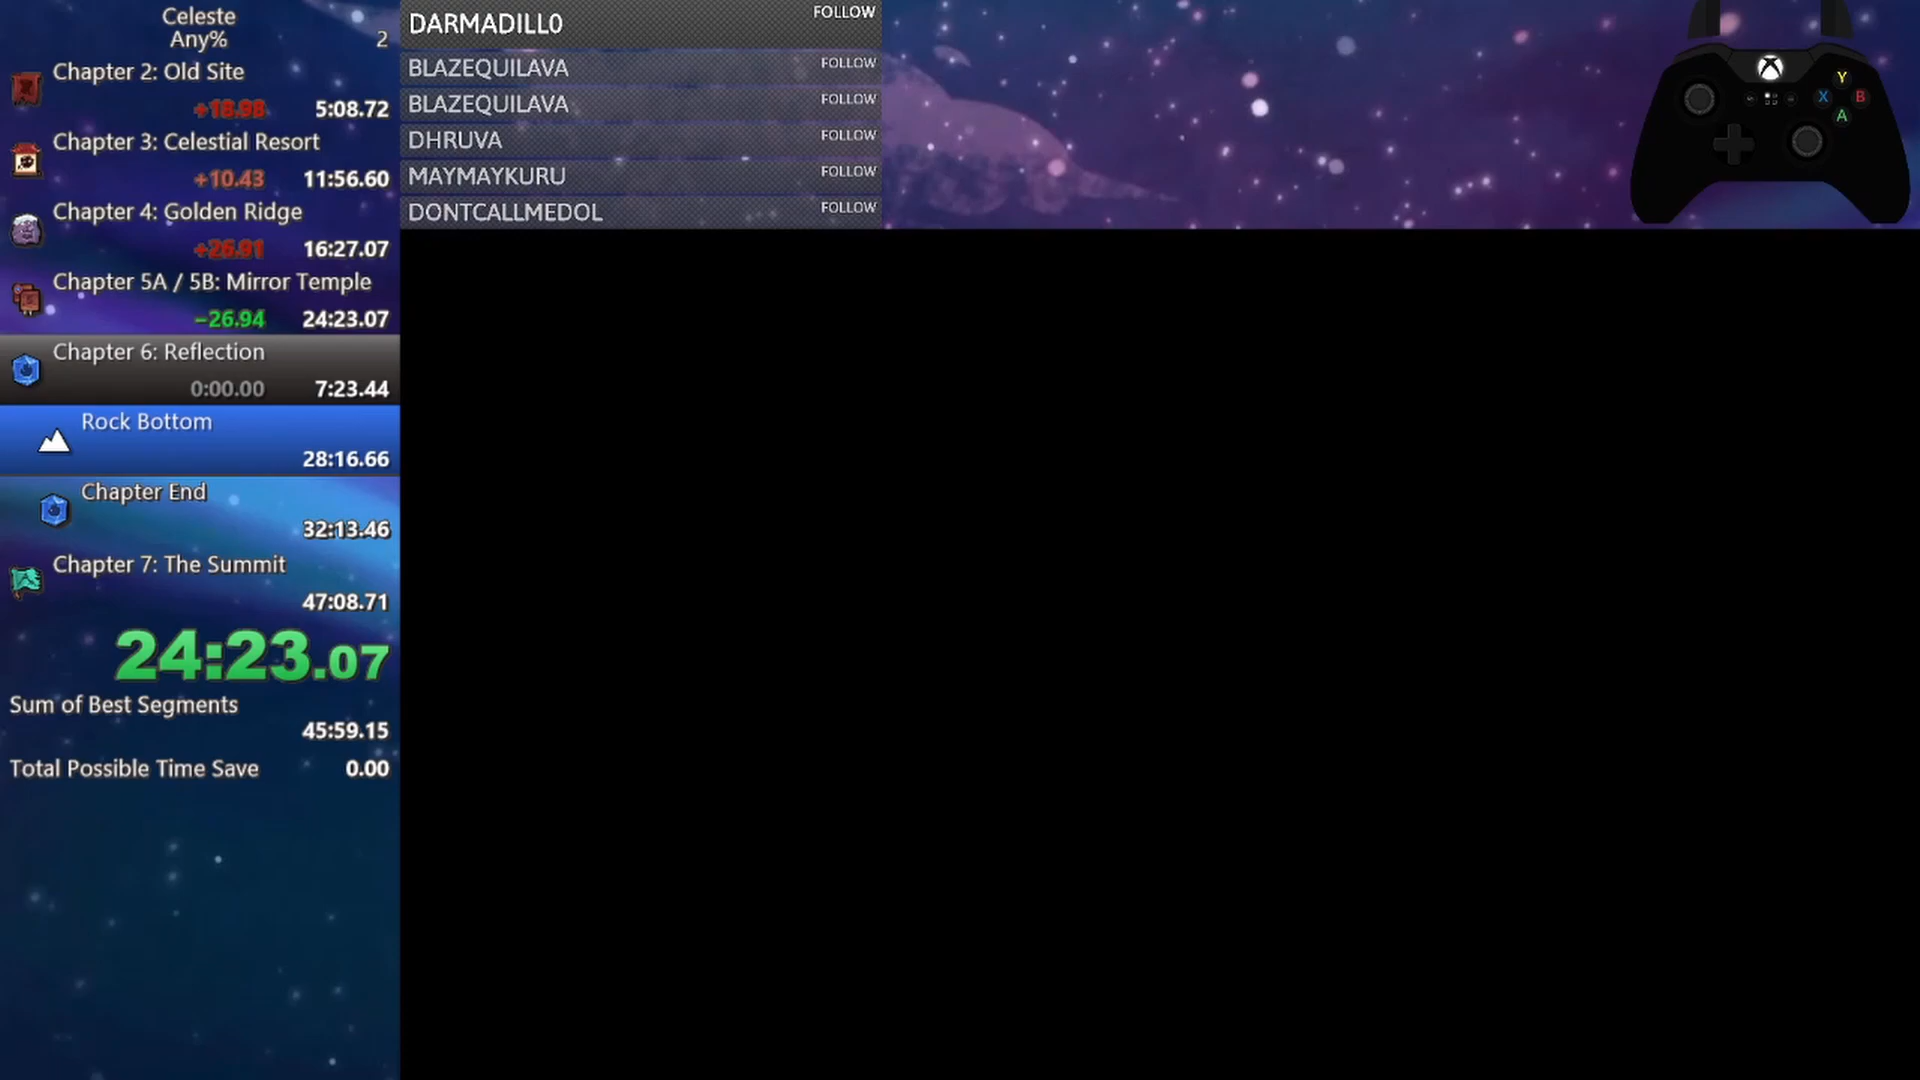 Celeste
Any%
2
Chapter 2: Old Site
+18.98 5:08.72
Chapter 3: Celestial Resort
+10.43 11:56.60
Chapter 4: Golden Ridge
+26.91 16:27.07
Chapter 5A / 5B: Mirror Temple
−26.94 24:23.07
Chapter 6: Reflection
0:00.00 7:23.44
Rock Bottom
28:16.66
Chapter End
32:13.46
Chapter 7: The Summit
47:08.71
24:23.07
Sum of Best Segments
45:59.15
Total Possible Time Save 0.00
DARMADILL0 FOLLOW
BLAZEQUILAVA FOLLOW
BLAZEQUILAVA FOLLOW
DHRUVA FOLLOW
MAYMAYKURU FOLLOW
DONTCALLMEDOL FOLLOW
Y
X B
A